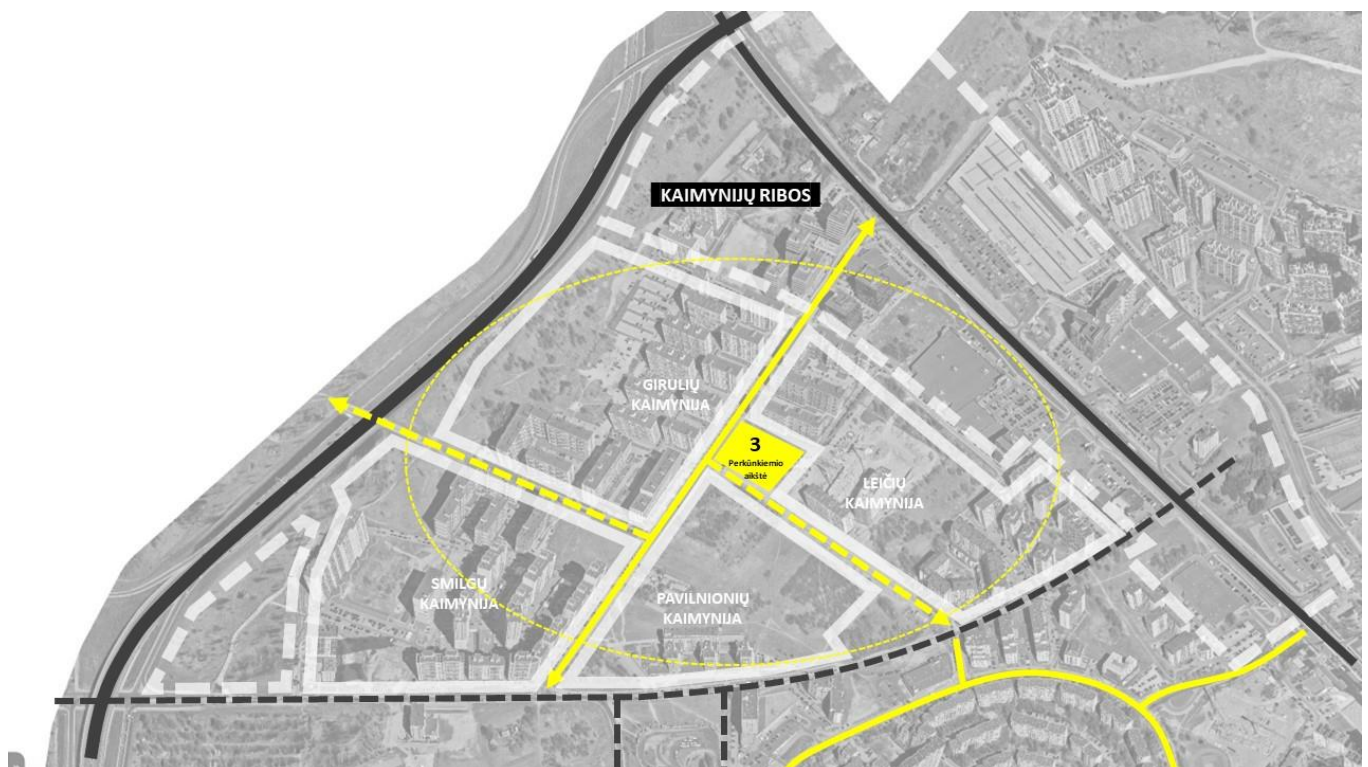 KAIMYNIJŲ RIBOS
GIRULIŲ
KAIMYNIJA
3
Perkūnkiemio
aikštė
LEIČIŲ
KAIMYNIJA
SMILGŲ
KAIMYNIJA
PAVILNIONIŲ
KAIMYNIJA